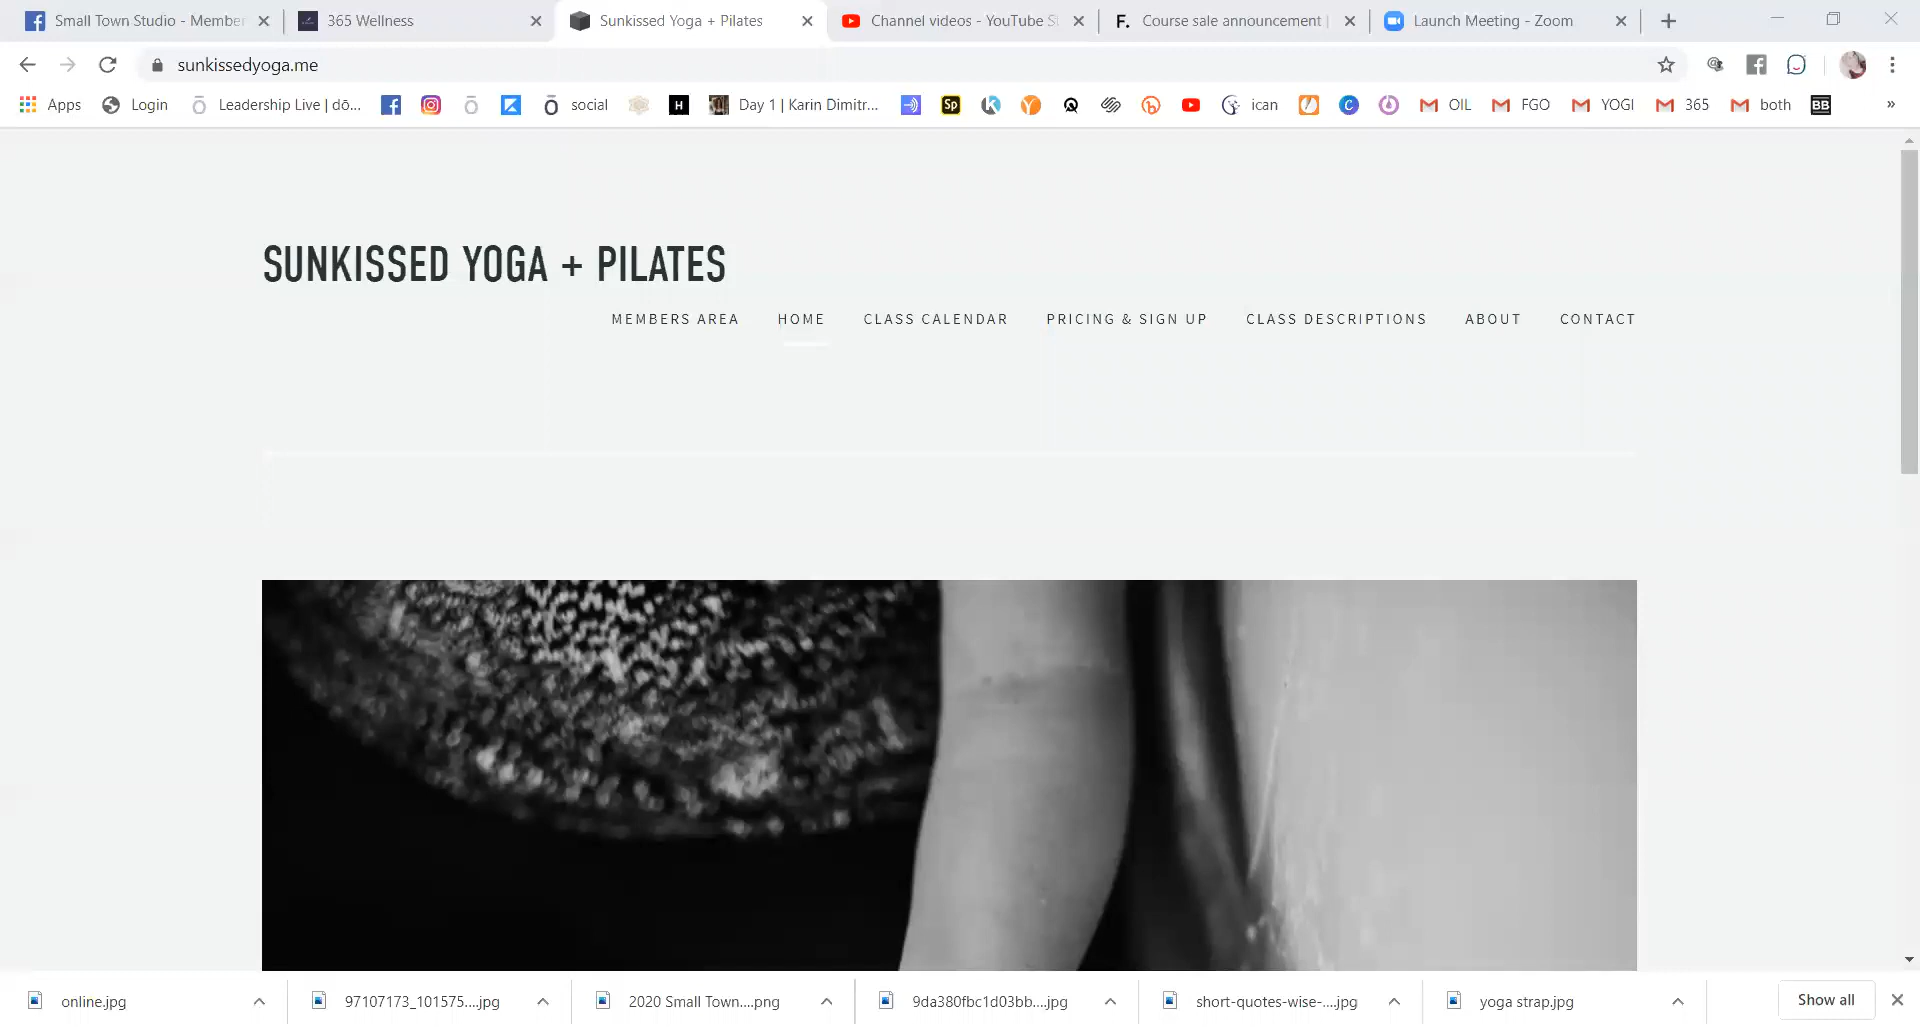 Small Town Studio - Member
365 Wellness
Sunkissed Yoga + Pilates
Channel videos - YouTube St
F. Course sale announcement |
Launch Meeting - Zoom
sunkissedyoga.me
Apps
Login
Leadership Live | dō...
social
H
Day 1 | Karin Dimitr...
Sp
ican
OIL
FGO
YOGI
365
both
BB
»
SUNKISSED YOGA + PILATES
MEMBERS AREA
HOME
CLASS CALENDAR
PRICING & SIGN UP
CLASS DESCRIPTIONS
ABOUT
CONTACT
online.jpg
97107173_101575....jpg
2020 Small Town....png
9da380fbc1d03bb....jpg
short-quotes-wise-....jpg
yoga strap.jpg
Show all